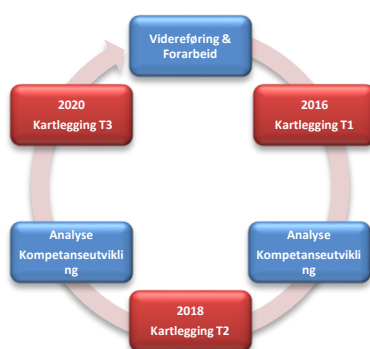 Videreføring &
Forarbeid
2016
Kartlegging T1
Analyse
Kompetanseutvikli
ng
2018
Kartlegging T2
Analyse
Kompetanseutvikli
ng
2020
Kartlegging T3